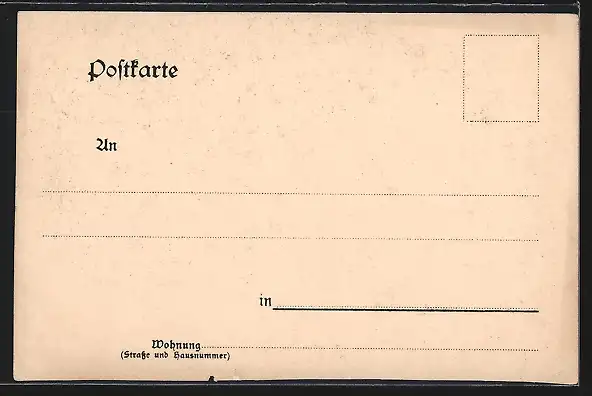 Postkarte
An
in
Wohnung
(Straße und Hausnummer)